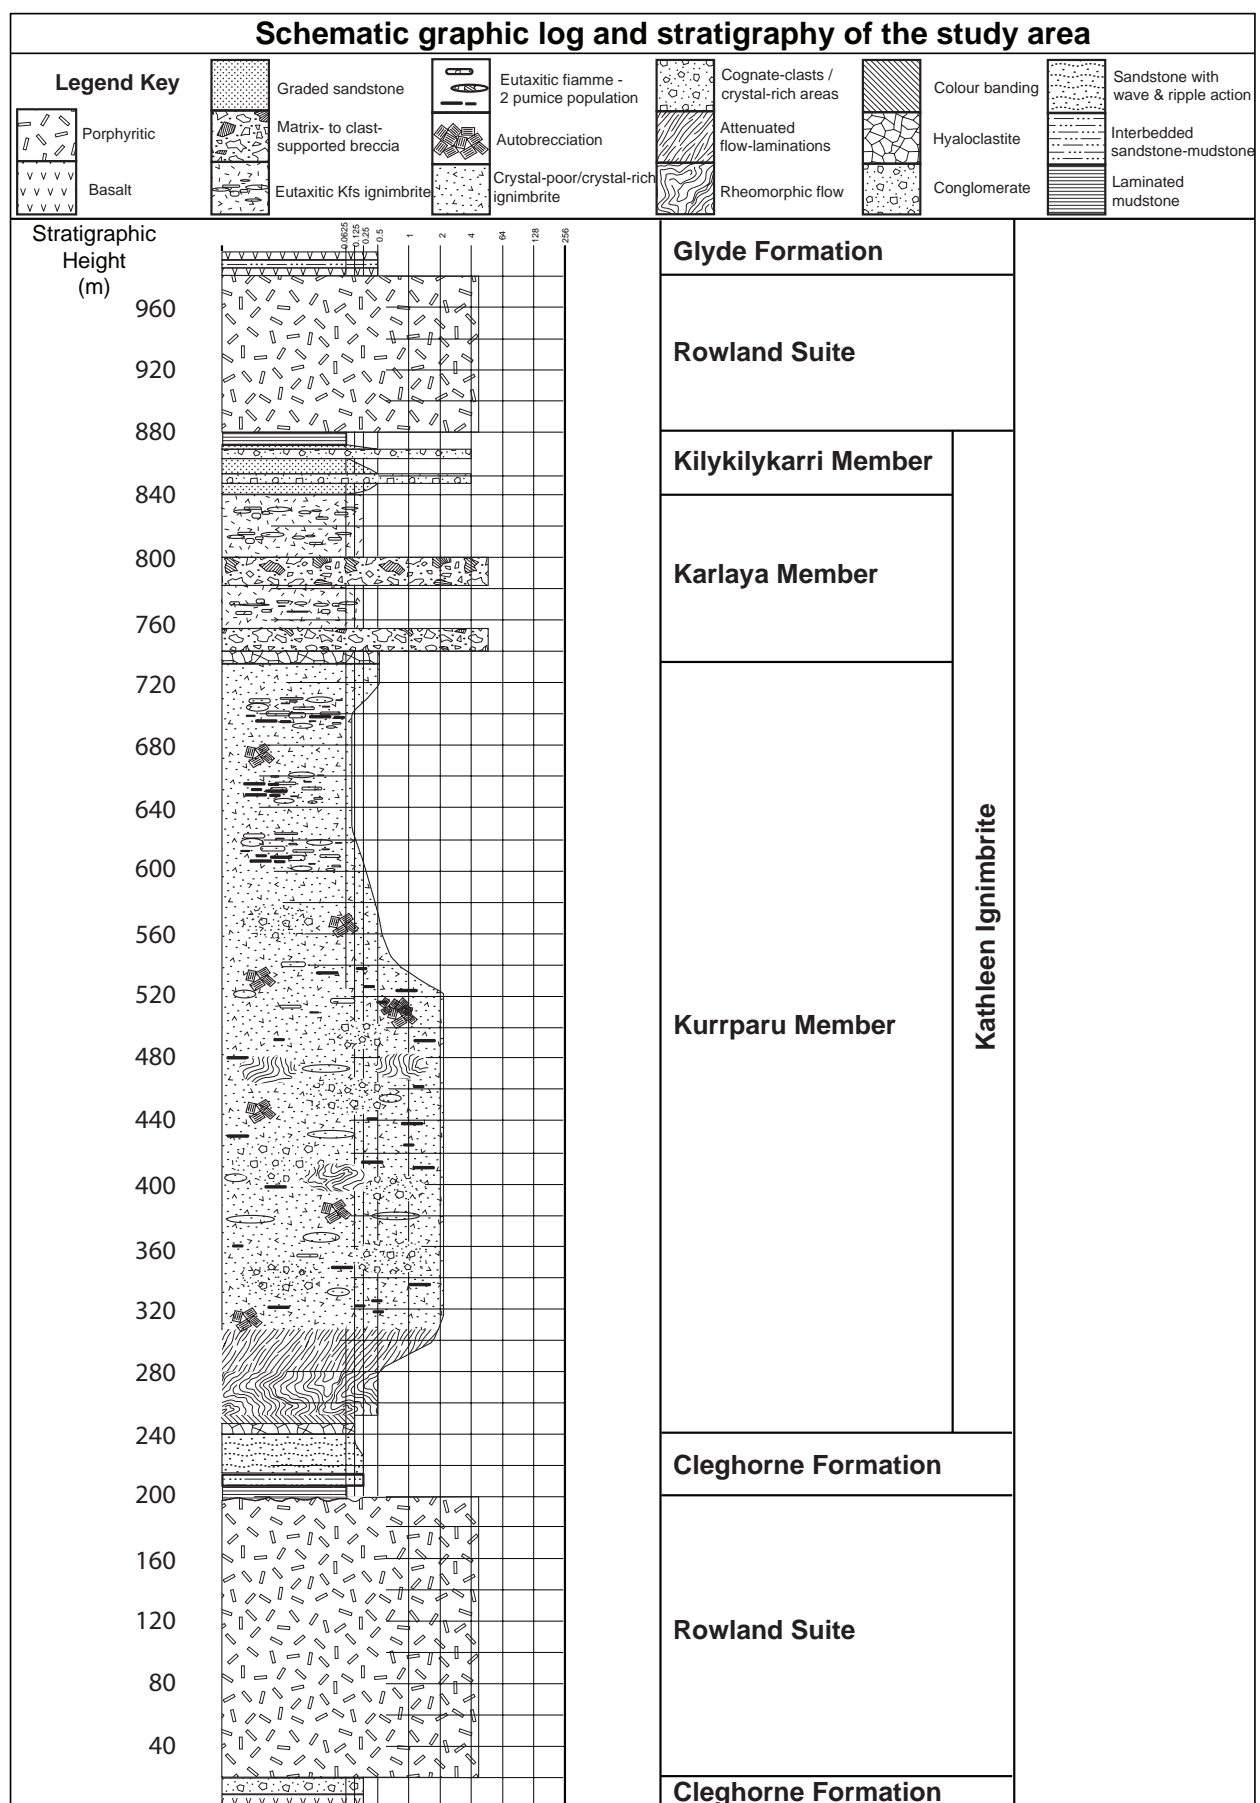 Schematic graphic log and stratigraphy of the study area
Legend Key
Porphyritic
Basalt
Graded sandstone
Matrix- to clast-
supported breccia
Eutaxitic Kfs ignimbrite
Eutaxitic fiamme -
2 pumice population
Autobrecciation
Crystal-poor/crystal-rich
ignimbrite
Cognate-clasts /
crystal-rich areas
Attenuated
flow-laminations
Rheomorphic flow
Colour banding
Hyaloclastite
Conglomerate
Sandstone with
wave & ripple action
Interbedded
sandstone-mudstone
Laminated
mudstone
Stratigraphic
Height
(m)
0.0625
0.125
0.25
0.5
1
2
4
64
128
256
960
920
880
840
800
760
720
680
640
600
560
520
480
440
400
360
320
280
240
200
160
120
80
40
Glyde Formation
Rowland Suite
Kilykilykarri Member
Karlaya Member
Kurrparu Member
Kathleen Ignimbrite
Cleghorne Formation
Rowland Suite
Cleghorne Formation